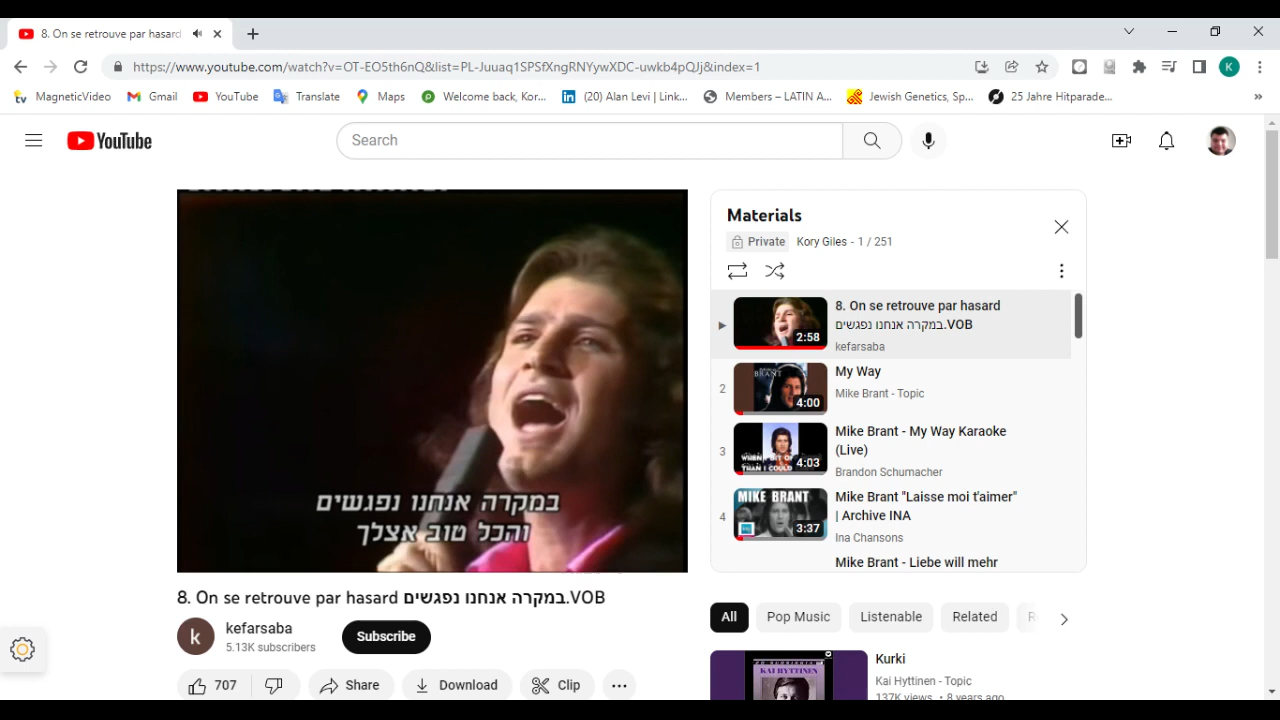 8. On se retrouve par hasard
https://www.youtube.com/watch?v=OT-EO5th6nQ&list=PL-Juuaq1SPSfXngRNYywXDC-uwkb4pQJj&index=1
K
tv MagneticVideo
Gmail
YouTube
Translate
Maps
Welcome back, Kor...
(20) Alan Levi | Link...
Members – LATIN A...
Jewish Genetics, Sp...
25 Jahre Hitparade...
YouTube
Search
במקרה אנחנו נפגשים
והכל טוב אצלך
8. On se retrouve par hasard במקרה אנחנו נפגשים.VOB
k
kefarsaba
5.13K subscribers
Subscribe
707
Share
Download
Clip
Materials
Private Kory Giles - 1 / 251
2:58
8. On se retrouve par hasard
במקרה אנחנו נפגשים.VOB
kefarsaba
2
BRANT
4:00
My Way
Mike Brant - Topic
3
4:03
Mike Brant - My Way Karaoke
(Live)
Brandon Schumacher
4
MIKE BRANT
3:37
Mike Brant "Laisse moi t'aimer"
| Archive INA
Ina Chansons
Mike Brant - Liebe will mehr
All
Pop Music
Listenable
Related
KAI HYTTINEN
Kurki
Kai Hyttinen - Topic
137K views • 8 years ago